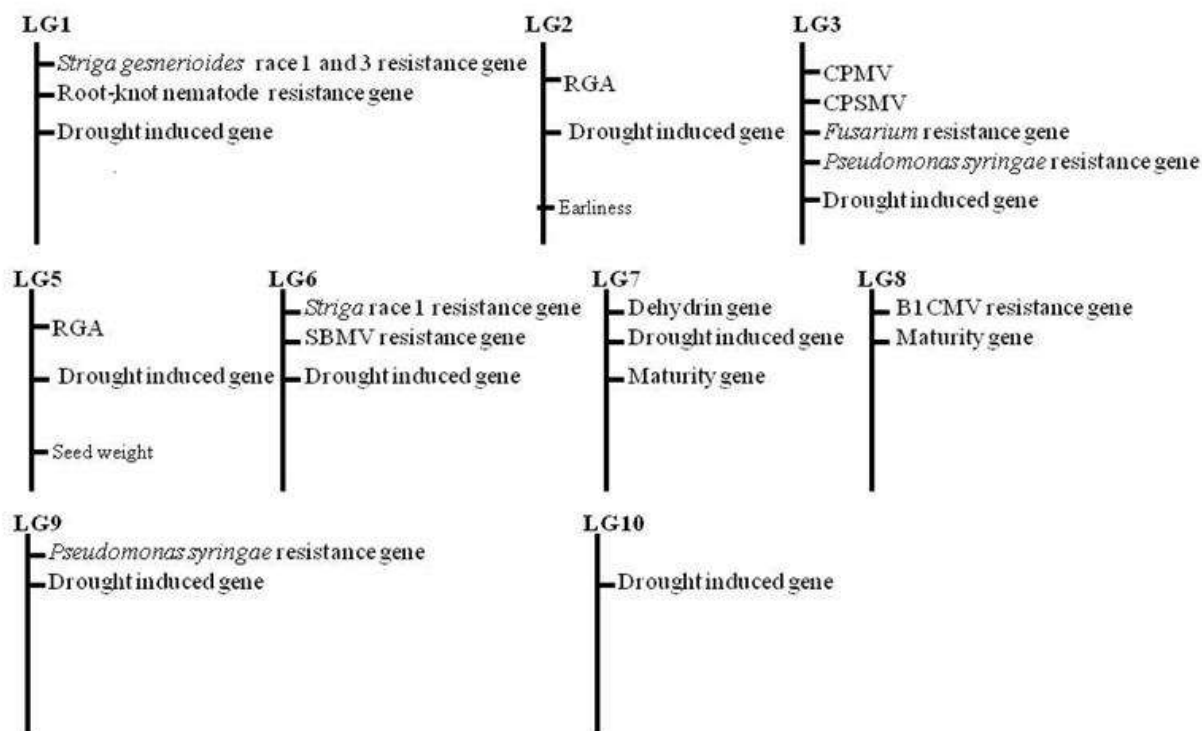 LG1
Striga gesnerioides race 1 and 3 resistance gene
Root-knot nematode resistance gene
Drought induced gene
LG2
RGA
Drought induced gene
Earliness
LG3
CPMV
CPSMV
Fusarium resistance gene
Pseudomonas syringae resistance gene
Drought induced gene
LG5
RGA
Drought induced gene
Seed weight
LG6
Striga race 1 resistance gene
SBMV resistance gene
Drought induced gene
LG7
Dehydrin gene
Drought induced gene
Maturity gene
LG8
B1CMV resistance gene
Maturity gene
LG9
Pseudomonas syringae resistance gene
Drought induced gene
LG10
Drought induced gene